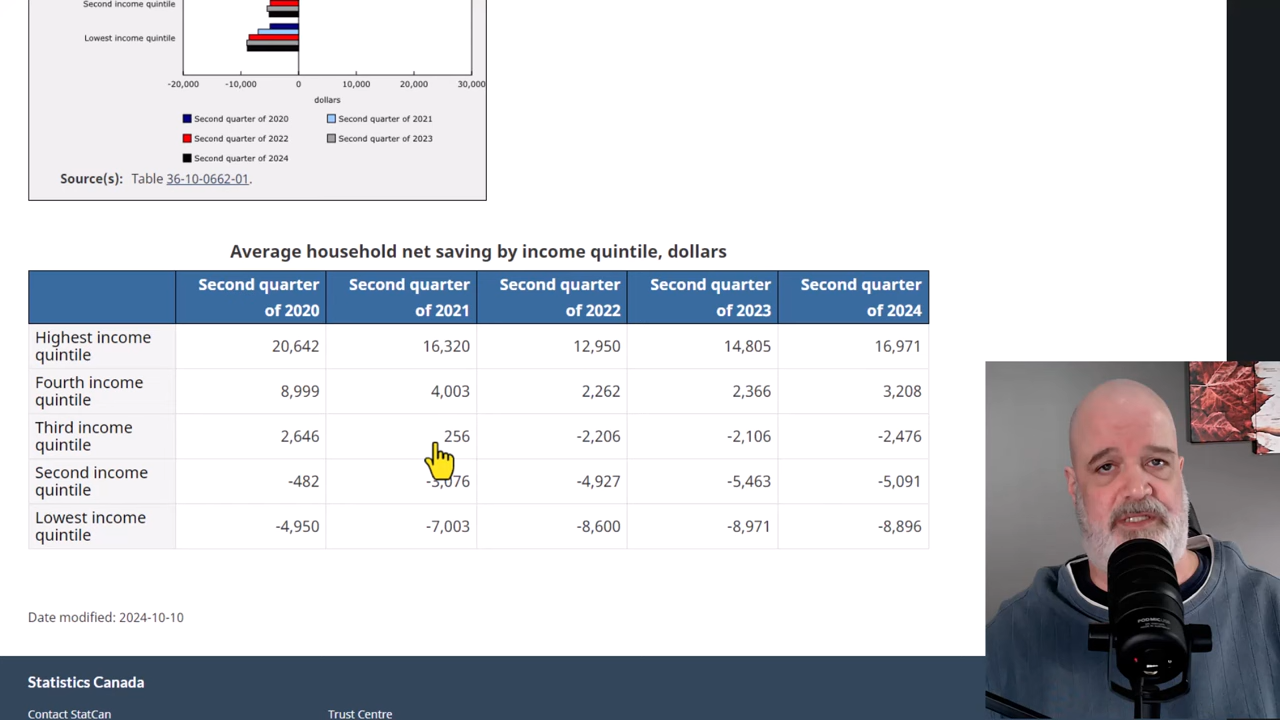 Second income quintile
Lowest income quintile
-20,000 -10,000 0 10,000 20,000 30,000
dollars
Second quarter of 2020 Second quarter of 2021
Second quarter of 2022 Second quarter of 2023
Second quarter of 2024
Source(s): Table 36-10-0662-01.
Average household net saving by income quintile, dollars
Second quarter of 2020 Second quarter of 2021 Second quarter of 2022 Second quarter of 2023 Second quarter of 2024
Highest income quintile 20,642 16,320 12,950 14,805 16,971
Fourth income quintile 8,999 4,003 2,262 2,366 3,208
Third income quintile 2,646 256 -2,206 -2,106 -2,476
Second income quintile -482 -4,927 -5,463 -5,091
Lowest income quintile -4,950 -7,003 -8,600 -8,971 -8,896
Date modified: 2024-10-10
Statistics Canada
Contact StatCan Trust Centre